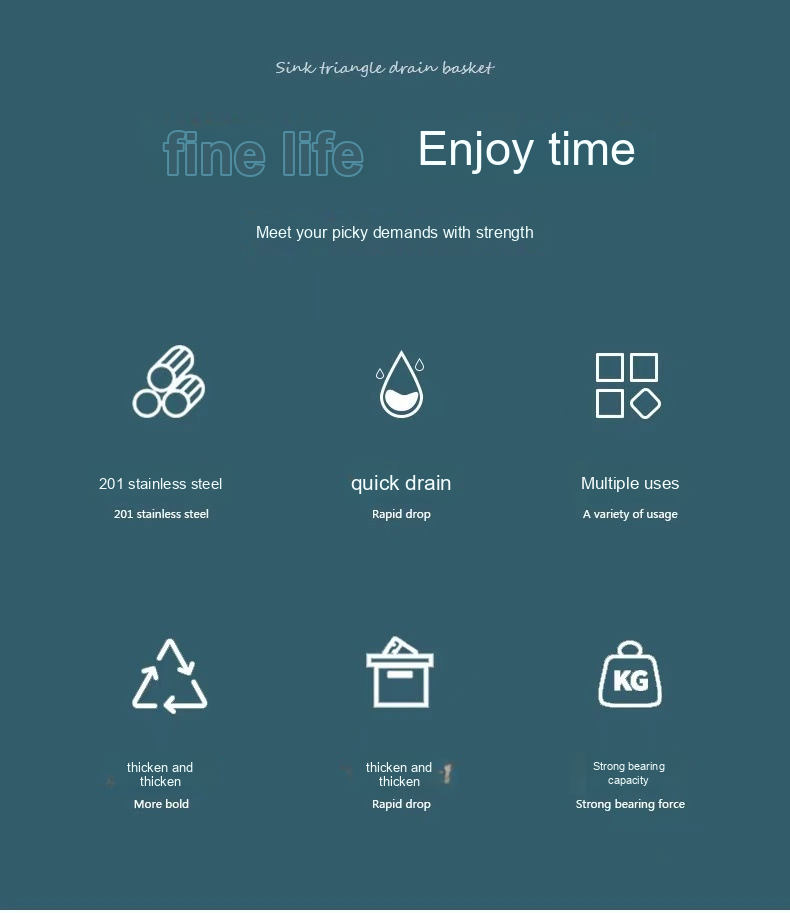 Sink triangle drain basket
fine life
Enjoy time
Meet your picky demands with strength
201 stainless steel
201 stainless steel
quick drain
Rapid drop
Multiple uses
A variety of usage
thicken and
thicken
More bold
thicken and
thicken
Rapid drop
KG
Strong bearing
capacity
Strong bearing force